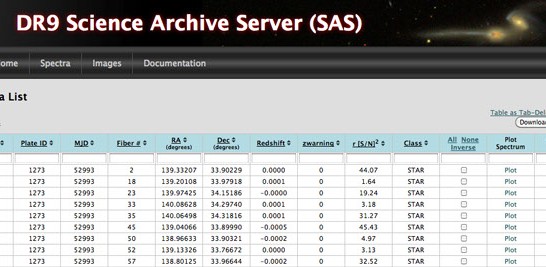 DR9 Science Archive Server (SAS)
ome Spectra Images Documentation
a List
Table as Tab-Del
Downloa
Plate ID MJD Fiber # RA (degrees) Dec (degrees) Redshift zwarning r [S/N]² Class All None Inverse Plot Spectrum
1273 52993 2 139.33207 33.90229 0.0000 0 44.07 STAR Plot
1273 52993 18 139.20108 33.97918 0.0001 0 1.64 STAR Plot
1273 52993 23 139.97425 34.15186 -0.0000 0 19.24 STAR Plot
1273 52993 33 140.08628 34.29740 0.0001 0 3.18 STAR Plot
1273 52993 35 140.06498 34.31816 0.0001 0 31.27 STAR Plot
1273 52993 45 139.04066 33.89990 -0.0005 0 45.43 STAR Plot
1273 52993 50 138.96633 33.90321 -0.0002 0 4.97 STAR Plot
1273 52993 52 139.13326 33.76672 0.0000 0 3.13 STAR Plot
1273 52993 57 138.80125 33.96644 -0.0002 0 32.52 STAR Plot